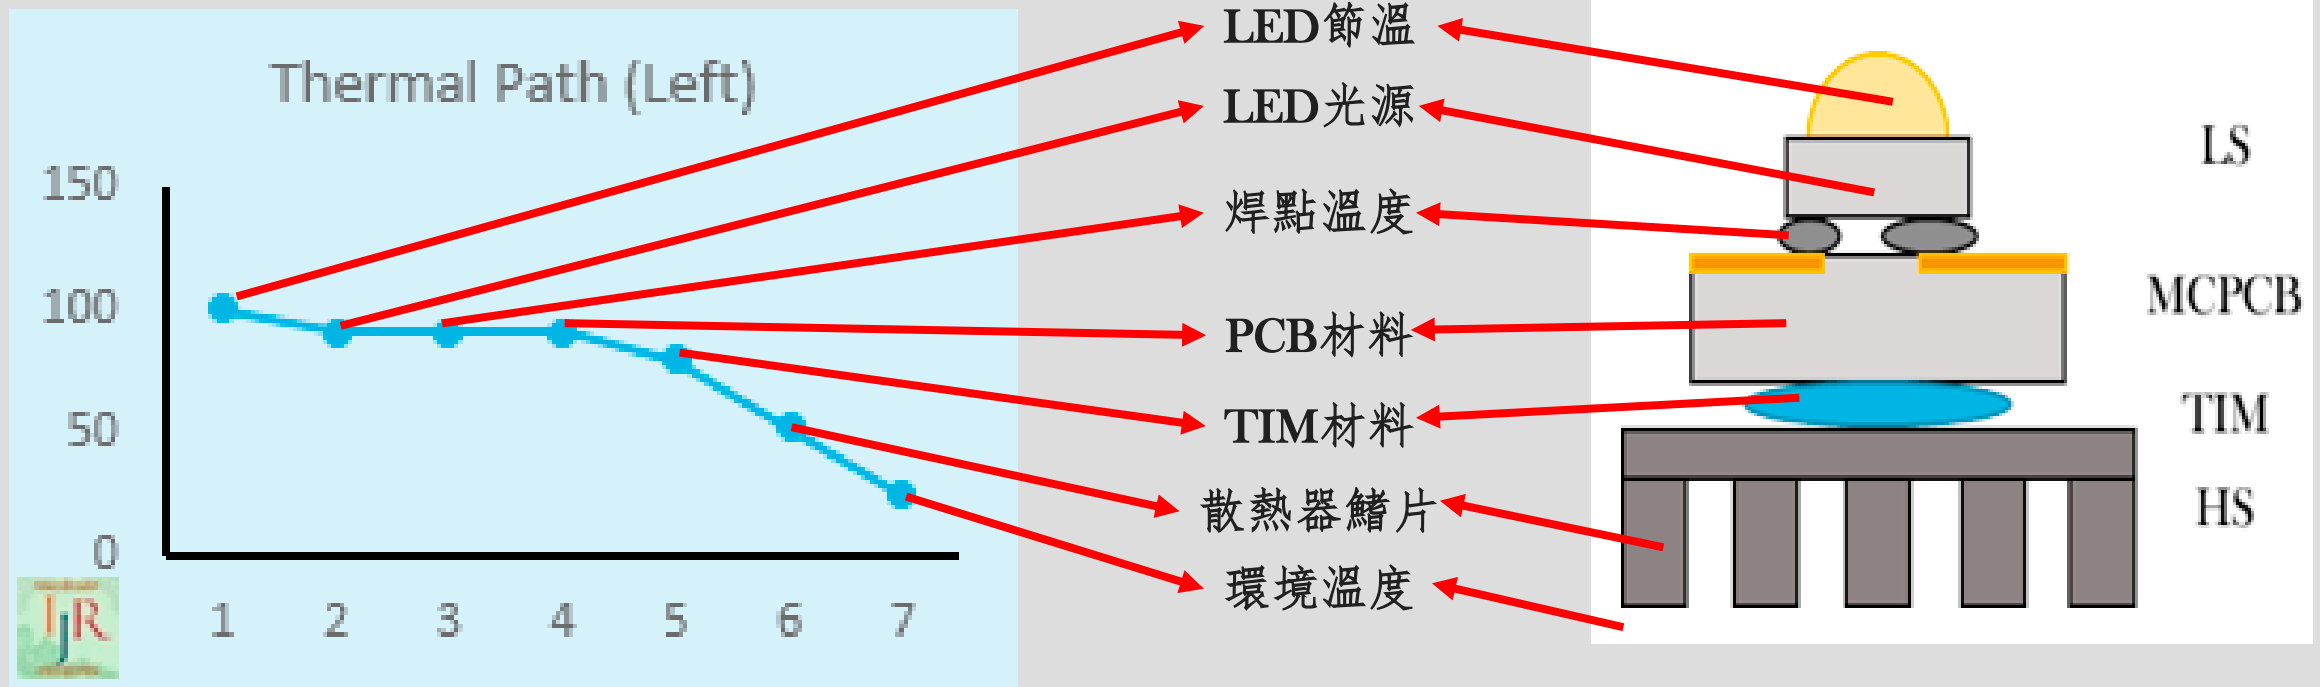 Thermal Path (Left)
150
100
50
0
1 2 3 4 5 6 7
TJR
LED節溫
LED光源
焊點溫度
PCB材料
TIM材料
散熱器鰭片
環境溫度
LS
MCPCB
TIM
HS